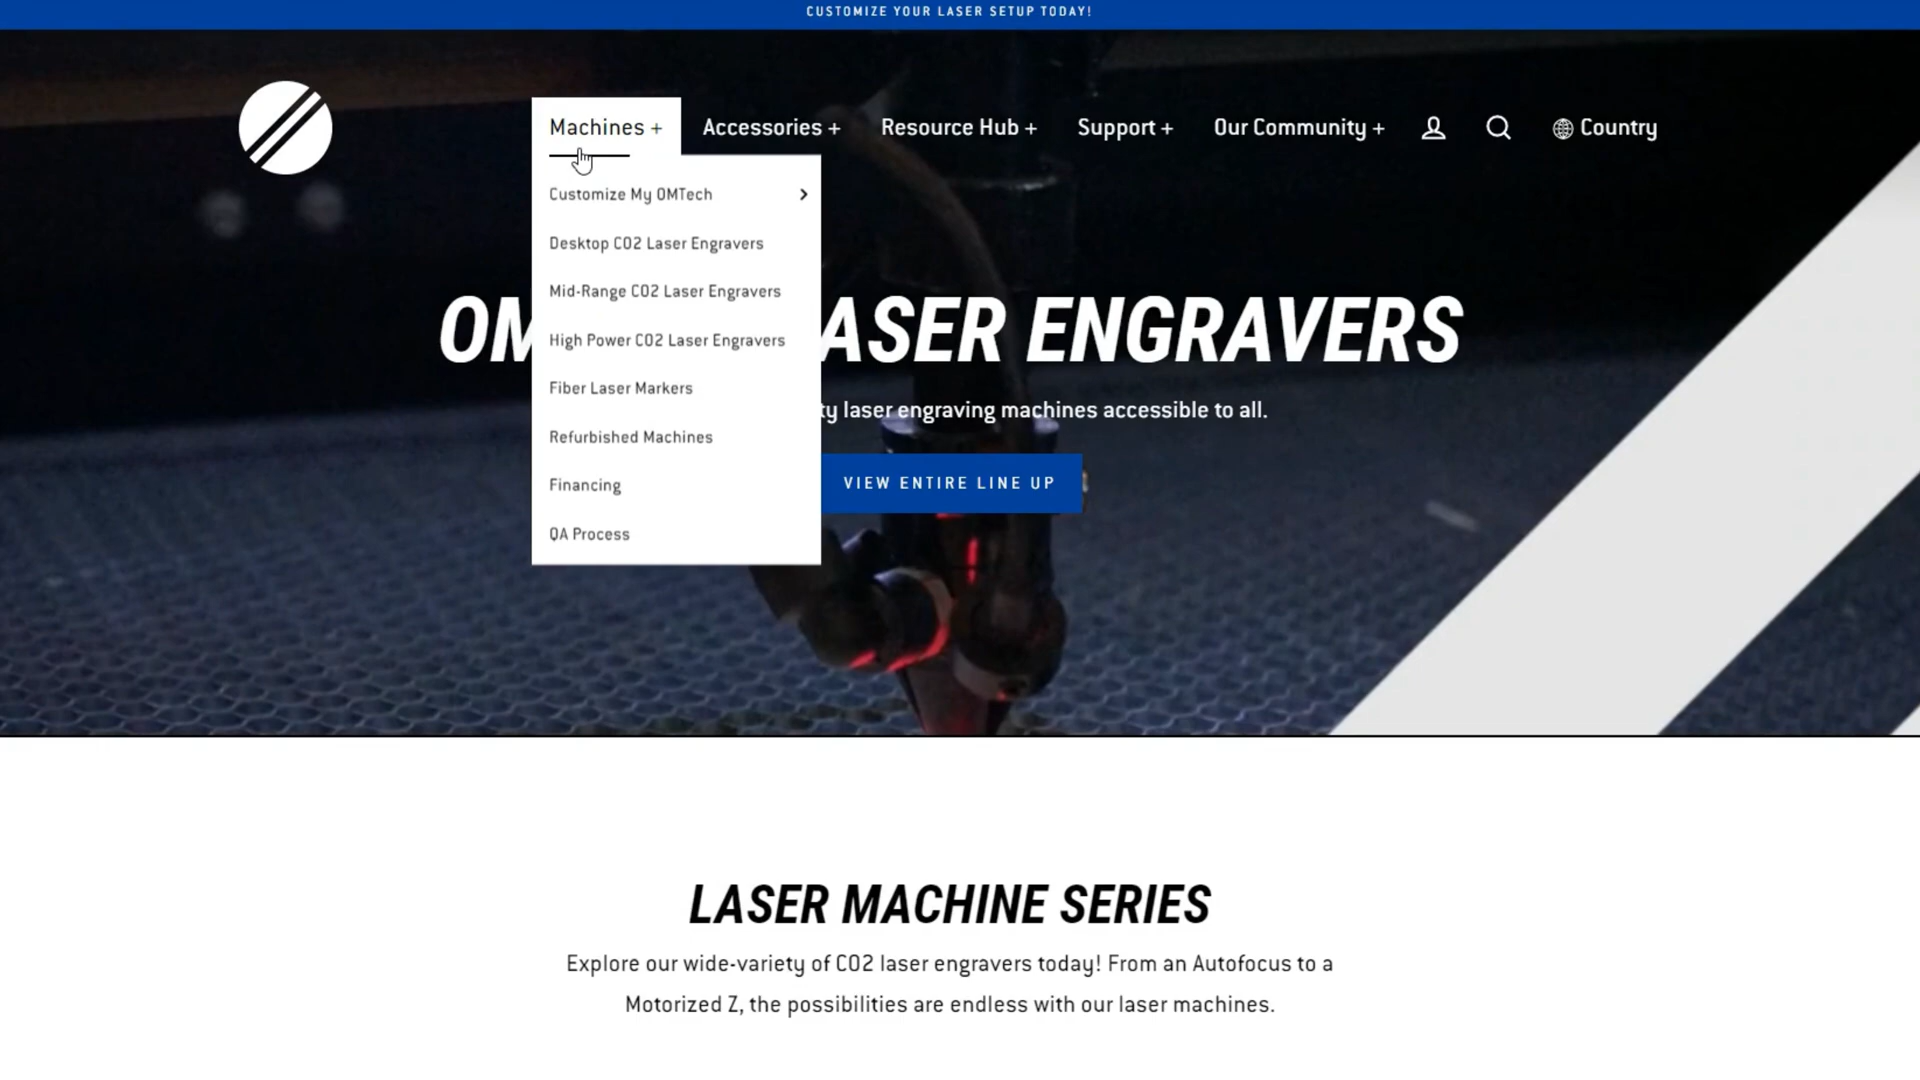 CUSTOMIZE YOUR LASER SETUP TODAY!
Machines +
Accessories +
Resource Hub +
Support +
Our Community +
Country
Customize My OMTech
Desktop CO2 Laser Engravers
Mid-Range CO2 Laser Engravers
High Power CO2 Laser Engravers
Fiber Laser Markers
Refurbished Machines
Financing
QA Process
OM ASER ENGRAVERS
ty laser engraving machines accessible to all.
VIEW ENTIRE LINE UP
LASER MACHINE SERIES
Explore our wide-variety of CO2 laser engravers today! From an Autofocus to a
Motorized Z, the possibilities are endless with our laser machines.